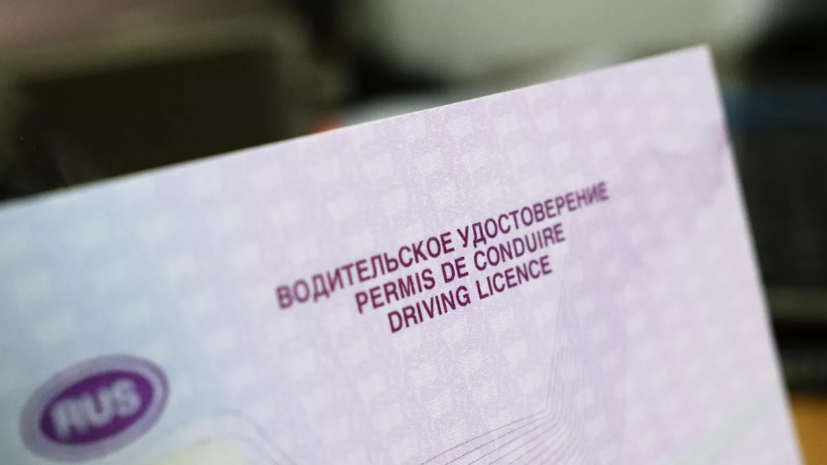 ВОДИТЕЛЬСКОЕ УДОСТОВЕРЕНИЕ
PERMIS DE CONDUIRE
DRIVING LICENCE
RUS